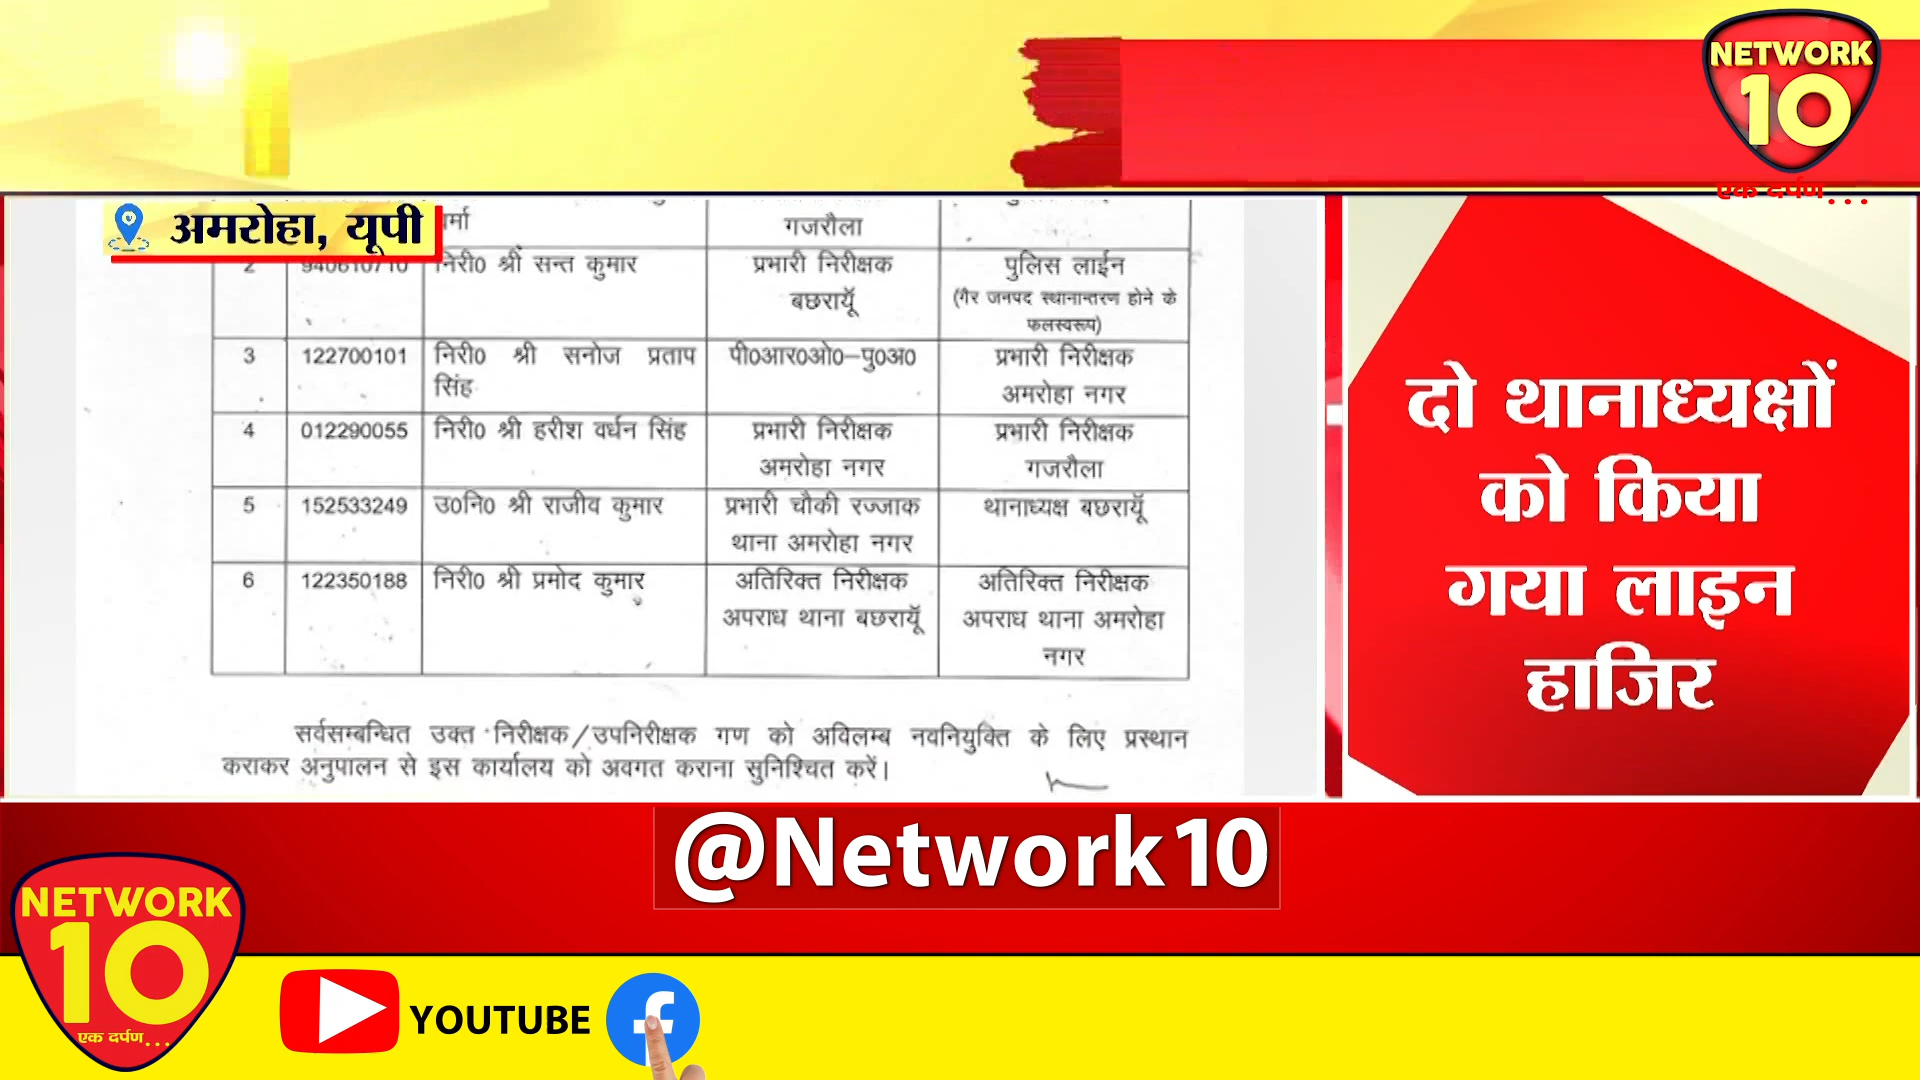 NETWORK
10
एक दर्पण...
अमरोहा, यूपी
र्मा
गजरौला
2 940610710 निरी0 श्री सन्त कुमार प्रभारी निरीक्षक पुलिस लाईन
बछरायूँ (गैर जनपद स्थानान्तरण होने के
फलस्वरूप)
3 122700101 निरी0 श्री सनोज प्रताप पी0आर0ओ0–पु0अ0 प्रभारी निरीक्षक
सिंह अमरोहा नगर
4 012290055 निरी0 श्री हरीश वर्धन सिंह प्रभारी निरीक्षक प्रभारी निरीक्षक
अमरोहा नगर गजरौला
5 152533249 उ0नि0 श्री राजीव कुमार प्रभारी चौकी रज्जाक थानाध्यक्ष बछरायूँ
थाना अमरोहा नगर
6 122350188 निरी0 श्री प्रमोद कुमार अतिरिक्त निरीक्षक अतिरिक्त निरीक्षक
अपराध थाना बछरायूँ अपराध थाना अमरोहा
नगर
सर्वसम्बन्धित उक्त निरीक्षक/उपनिरीक्षक गण को अविलम्ब नवनियुक्ति के लिए प्रस्थान
कराकर अनुपालन से इस कार्यालय को अवगत कराना सुनिश्चित करें।
दो थानाध्यक्षों
को किया
गया लाइन
हाजिर
@Network10
NETWORK
10
एक दर्पण...
YOUTUBE